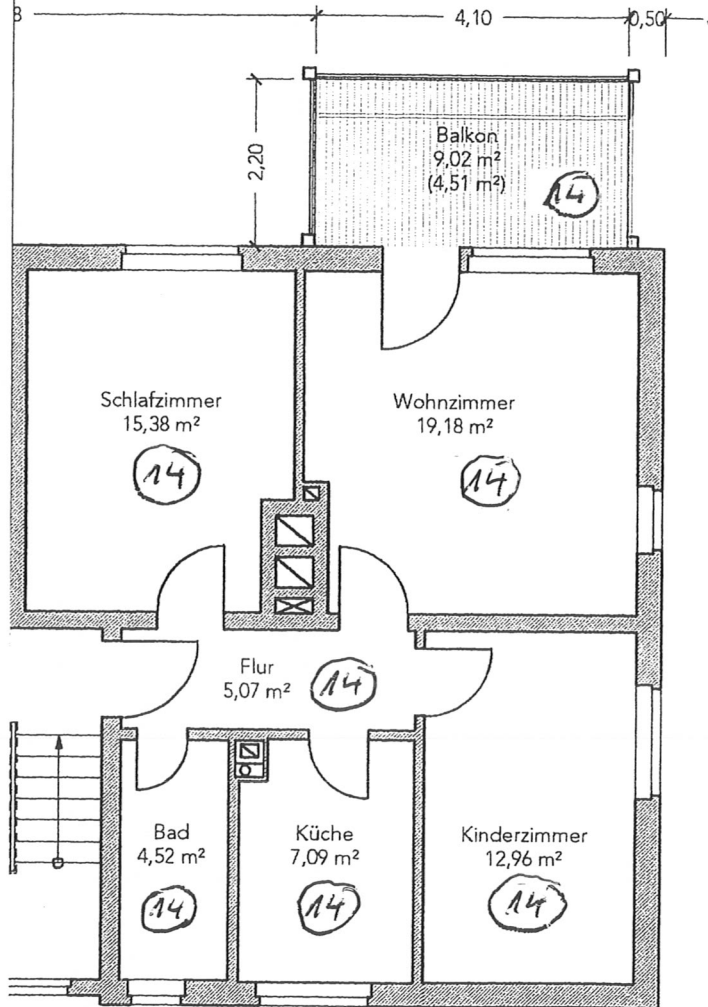 8
4,10
0,50
2,20
Balkon
9,02 m²
(4,51 m²)
14
Schlafzimmer
15,38 m²
14
Wohnzimmer
19,18 m²
14
Flur
5,07 m²
14
Bad
4,52 m²
14
Küche
7,09 m²
14
Kinderzimmer
12,96 m²
14